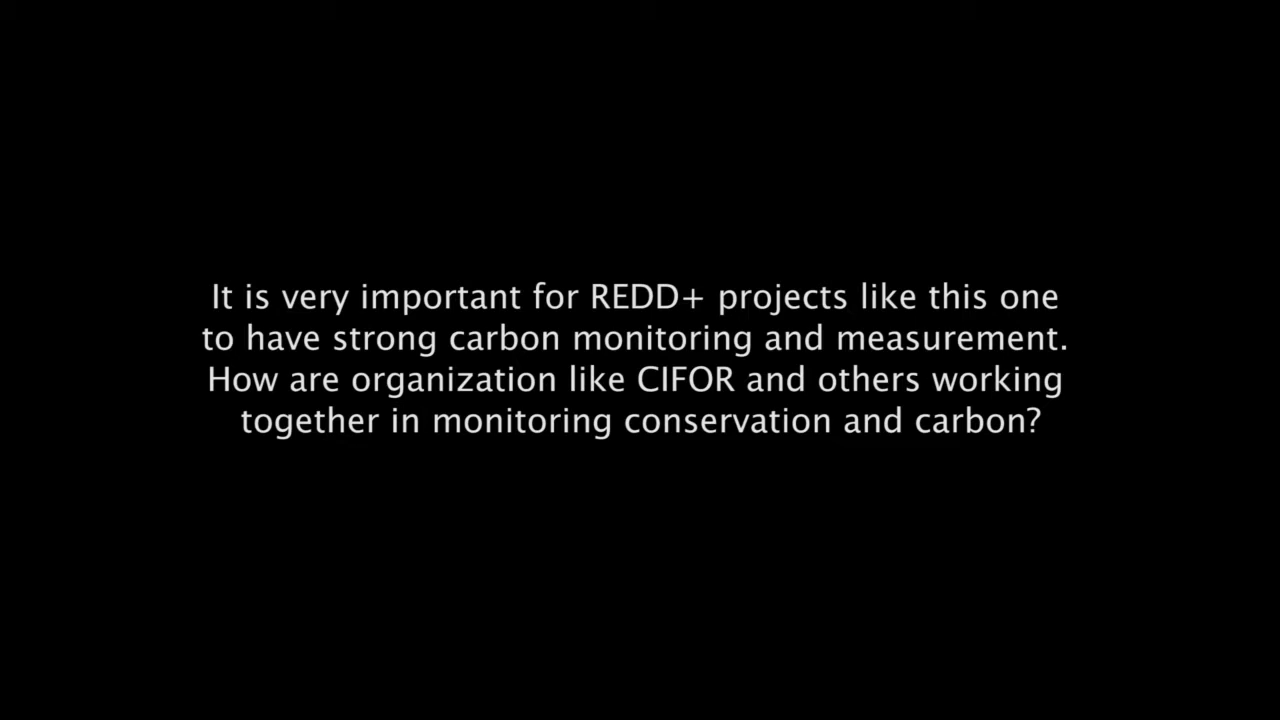 It is very important for REDD+ projects like this one
to have strong carbon monitoring and measurement.
How are organization like CIFOR and others working
together in monitoring conservation and carbon?